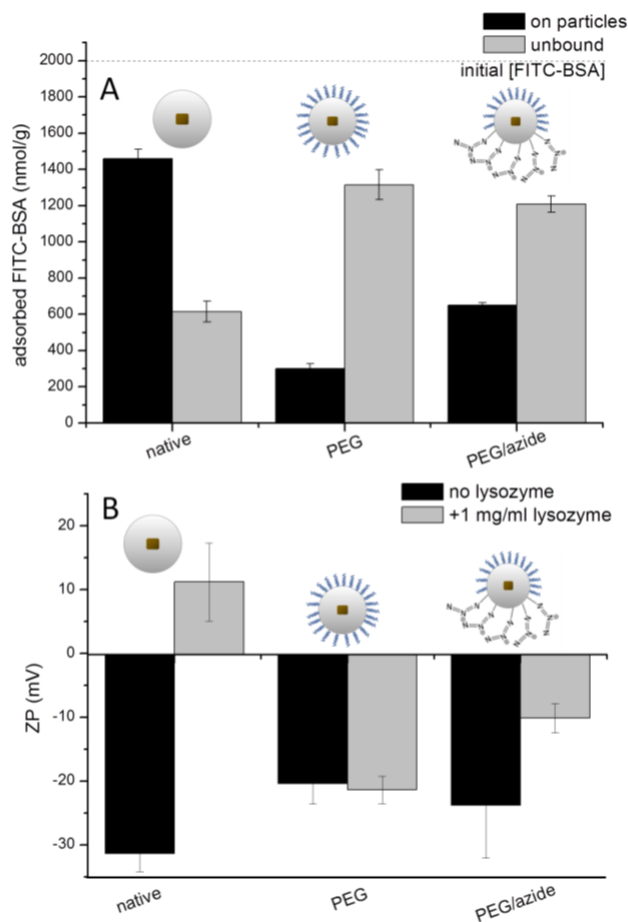 on particles
unbound
initial [FITC-BSA]
A
adsorbed FITC-BSA (nmol/g)
2000
1800
1600
1400
1200
1000
800
600
400
200
0
native
PEG
PEG/azide
no lysozyme
+1 mg/ml lysozyme
B
ZP (mV)
20
10
0
-10
-20
-30
native
PEG
PEG/azide